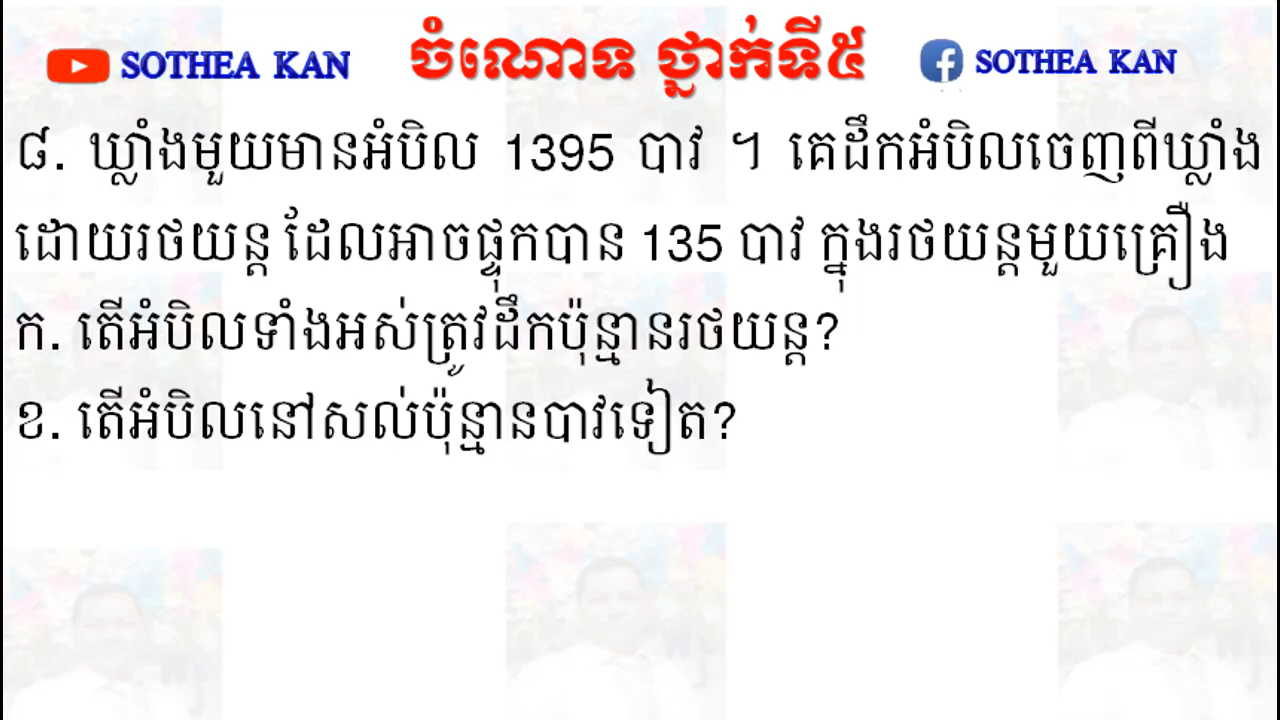 SOTHEA KAN ចំណោទ ថ្នាក់ទី៥ SOTHEA KAN
៨. ឃ្លាំងមួយមានអំបិល 1395 បាវ ។ គេដឹកអំបិលចេញពីឃ្លាំង
ដោយរថយន្ត ដែលអាចផ្ទុកបាន 135 បាវ ក្នុងរថយន្តមួយគ្រឿង
ក. តើអំបិលទាំងអស់ត្រូវដឹកប៉ុន្មានរថយន្ត?
ខ. តើអំបិលនៅសល់ប៉ុន្មានបាវទៀត?